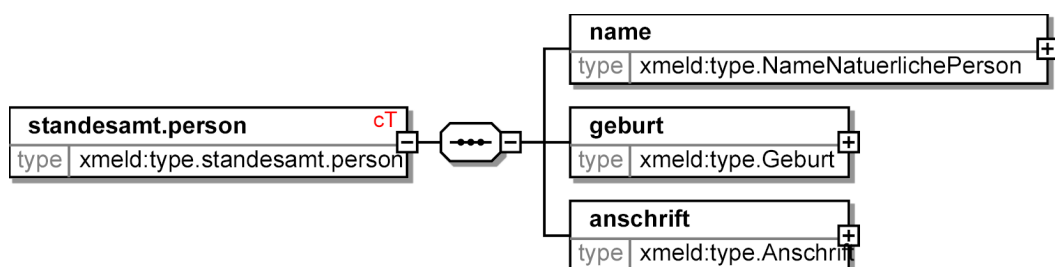 name
type xmeld:type.NameNatuerlichePerson
standesamt.person cT
type xmeld:type.standesamt.person
geburt
type xmeld:type.Geburt
anschrift
type xmeld:type.Anschrift